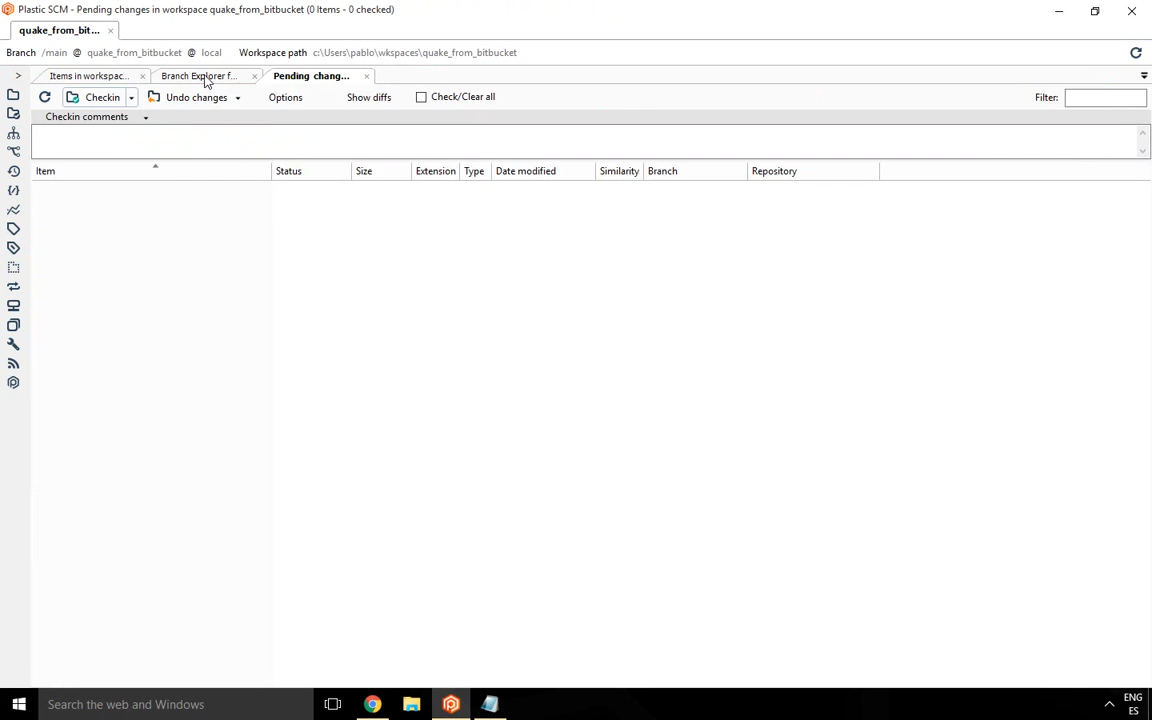 Plastic SCM - Pending changes in workspace quake_from_bitbucket (0 Items - 0 checked)
quake_from_bit...
Branch /main @ quake_from_bitbucket @ local Workspace path c:\Users\pablo\wkspaces\quake_from_bitbucket
Items in workspac... Branch Explorer f... Pending chang...
Checkin Undo changes Options Show diffs Check/Clear all Filter:
Checkin comments
Item Status Size Extension Type Date modified Similarity Branch Repository
Search the web and Windows
ENG
ES